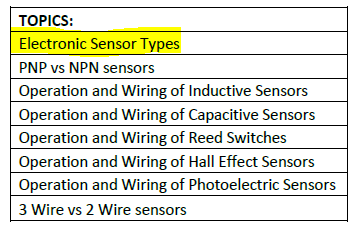 TOPICS:
Electronic Sensor Types
PNP vs NPN sensors
Operation and Wiring of Inductive Sensors
Operation and Wiring of Capacitive Sensors
Operation and Wiring of Reed Switches
Operation and Wiring of Hall Effect Sensors
Operation and Wiring of Photoelectric Sensors
3 Wire vs 2 Wire sensors